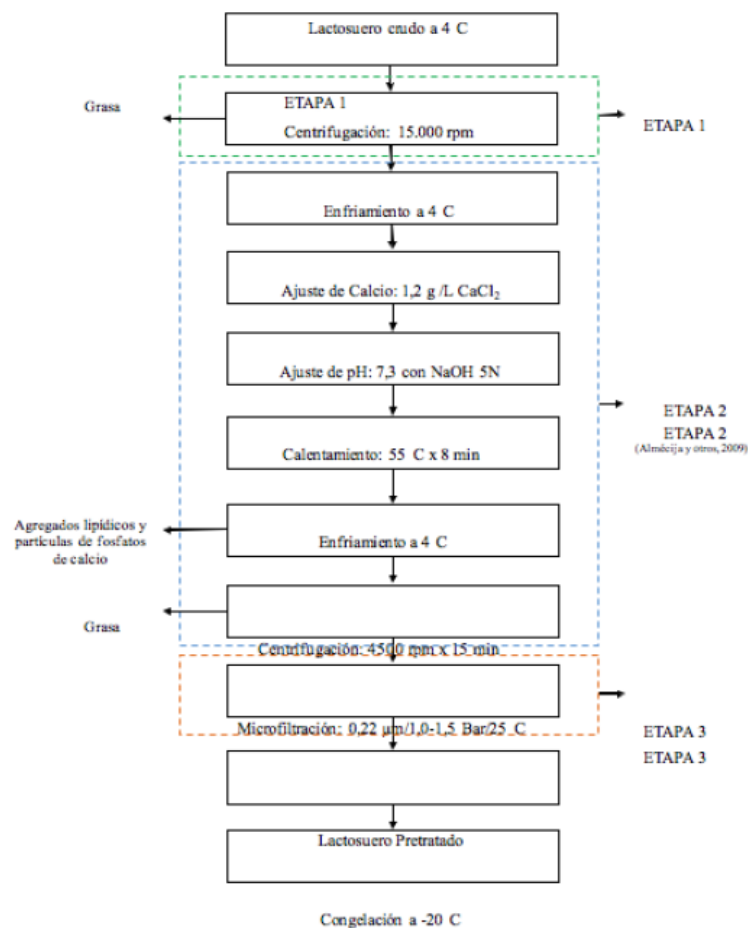 Lactosuero crudo a 4 C
Grasa
ETAPA 1
Centrifugación: 15.000 rpm
ETAPA 1
Enfriamiento a 4 C
Ajuste de Calcio: 1,2 g /L CaCl₂
Ajuste de pH: 7,3 con NaOH 5N
ETAPA 2
ETAPA 2
(Almécija y otros, 2009)
Calentamiento: 55 C x 8 min
Agregados lipídicos y
partículas de fosfatos
de calcio
Enfriamiento a 4 C
Grasa
Centrifugación: 4500 rpm x 15 min
Microfiltración: 0,22 µm/1,0-1,5 Bar/25 C
ETAPA 3
ETAPA 3
Lactosuero Pretratado
Congelación a -20 C